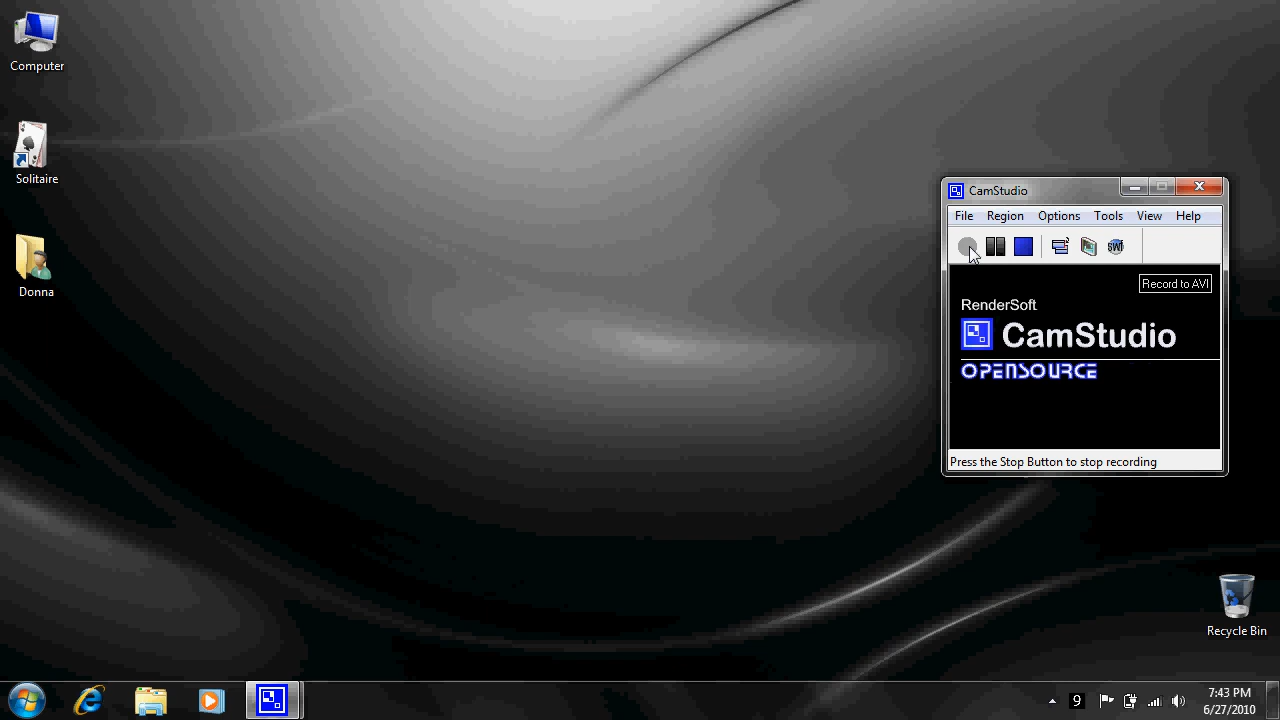 Computer
Solitaire
Donna
CamStudio
File Region Options Tools View Help
SWF
Record to AVI
RenderSoft
CamStudio
OPENSOURCE
Press the Stop Button to stop recording
Recycle Bin
9
7:43 PM
6/27/2010